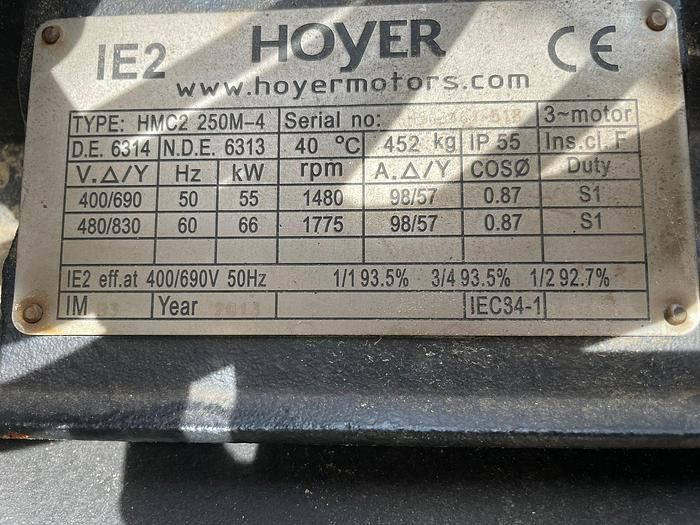 IE2 HOYER CE
www.hoyermotors.com
TYPE: HMC2 250M-4 Serial no: 3~motor
D.E. 6314 N.D.E. 6313 40 °C 452 kg IP 55 Ins.cl. F
V.△/Y Hz kW rpm A.△/Y COSØ Duty
400/690 50 55 1480 98/57 0.87 S1
480/830 60 66 1775 98/57 0.87 S1
IE2 eff.at 400/690V 50Hz 1/1 93.5% 3/4 93.5% 1/2 92.7%
IM Year IEC34-1